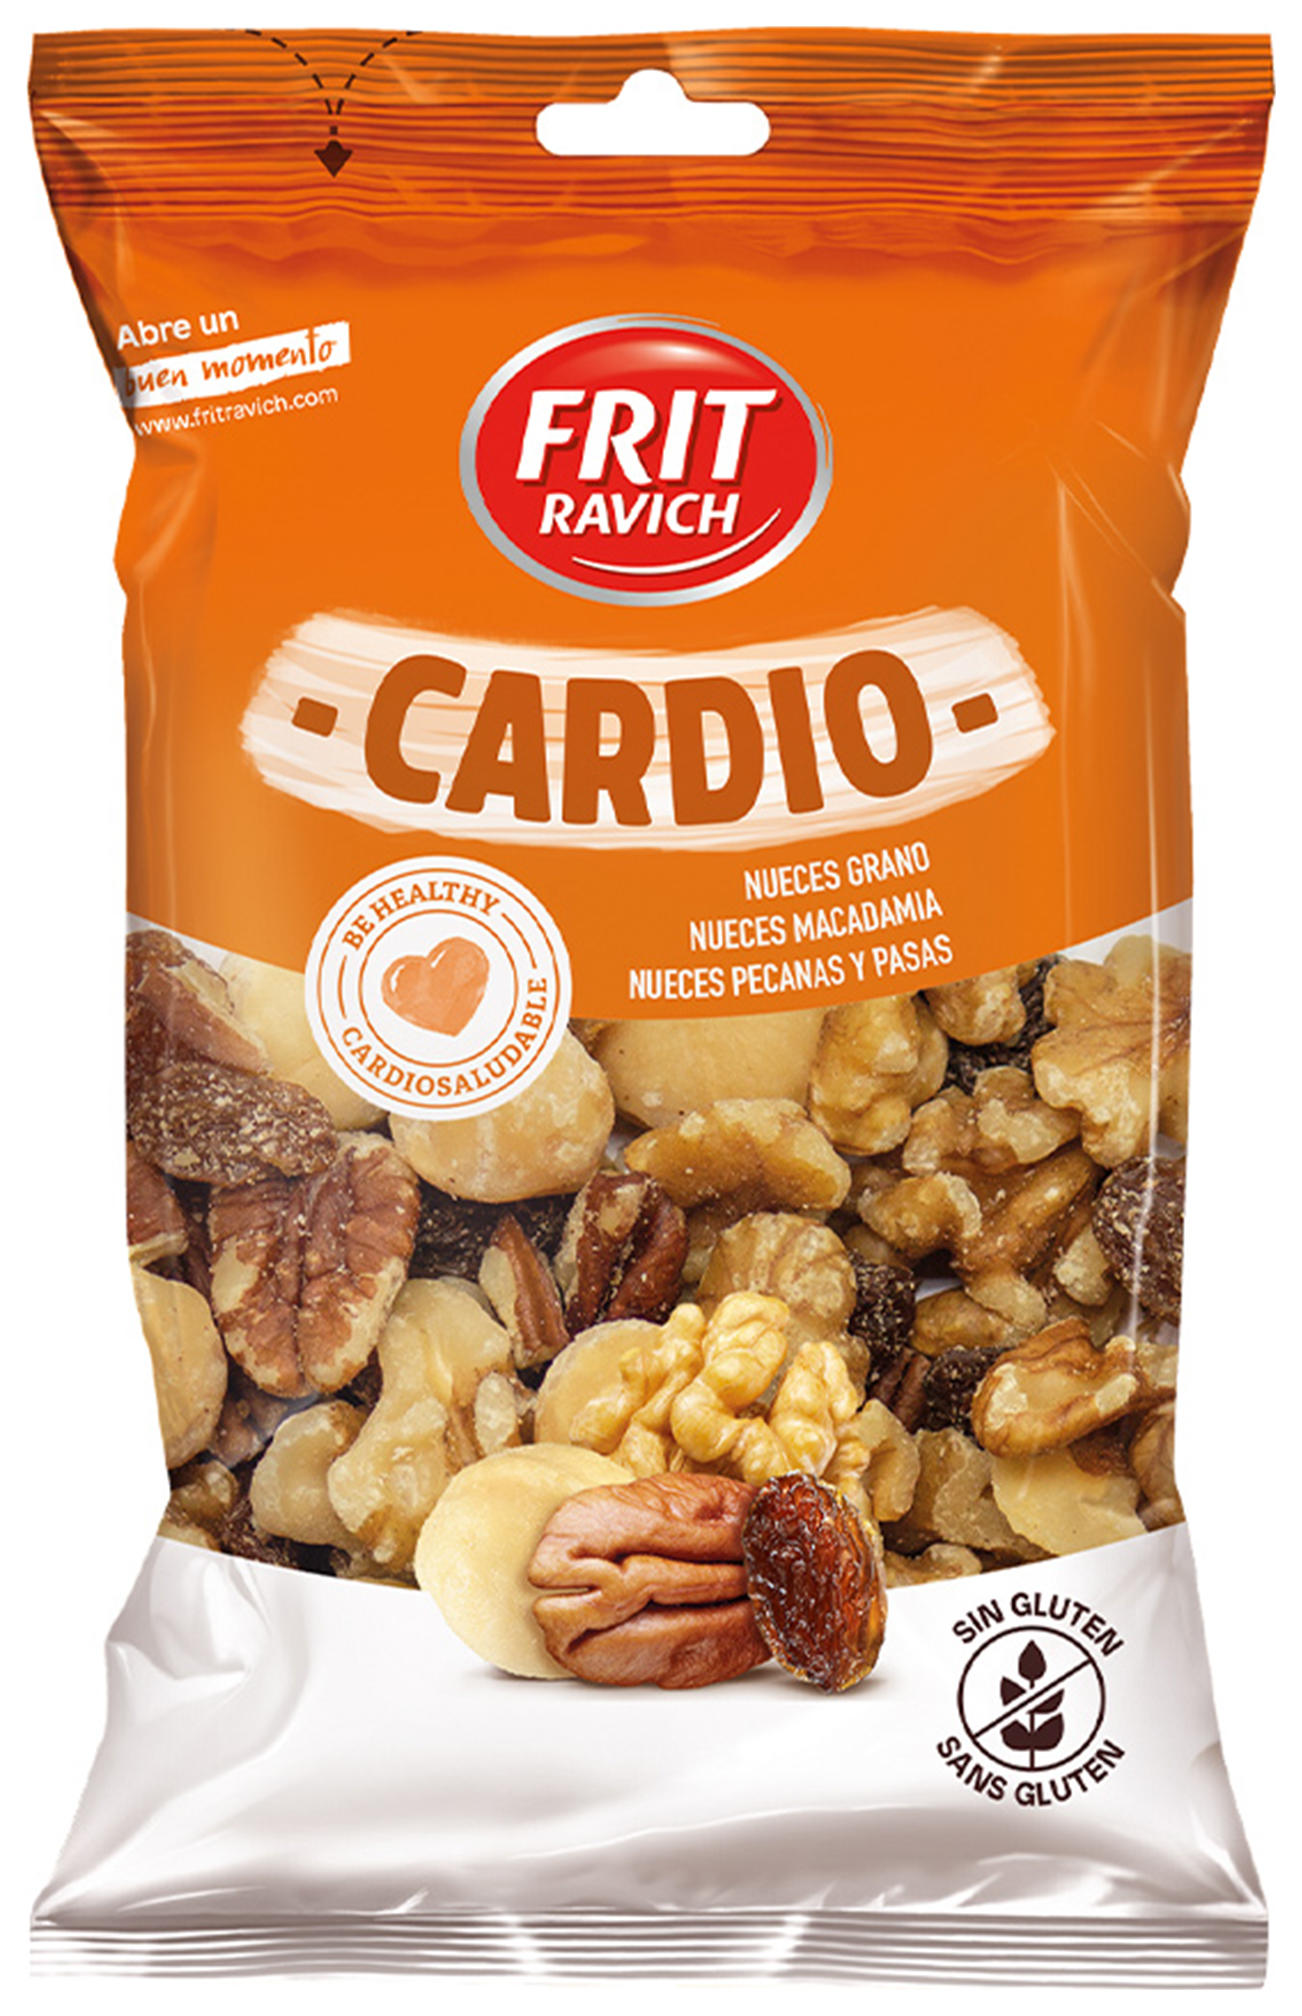 Abre un
buen momento
www.fritravich.com
FRIT
RAVICH
-CARDIO-
NUECES GRANO
NUECES MACADAMIA
NUECES PECANAS Y PASAS
BE HEALTHY
CARDIOSALUDABLE
SIN GLUTEN
SANS GLUTEN